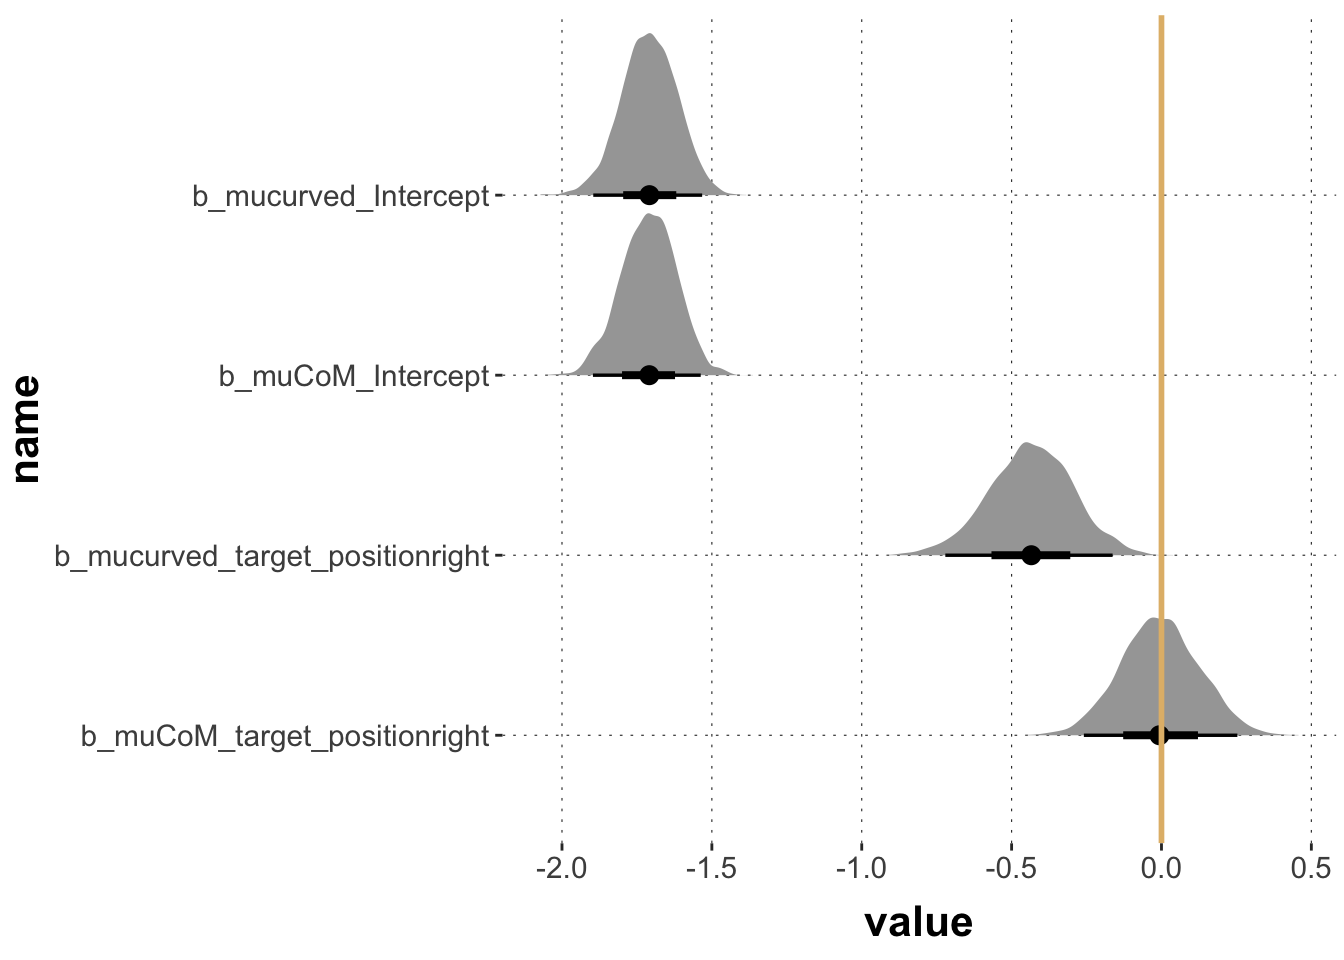 b_mucurved_Intercept
b_muCoM_Intercept
name
b_mucurved_target_positionright
b_muCoM_target_positionright
-2.0 -1.5 -1.0 -0.5 0.0 0.5
value